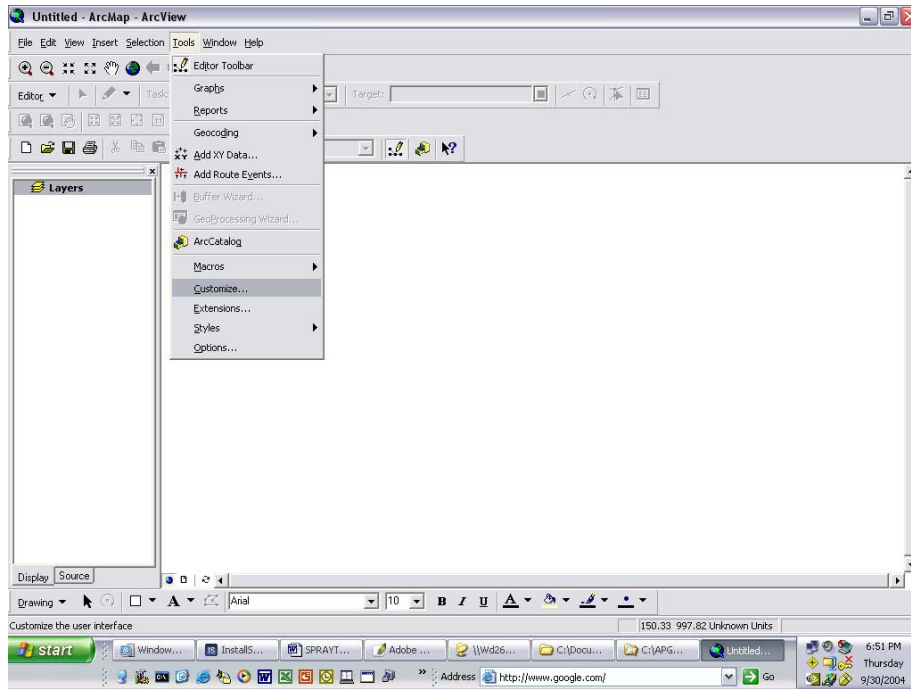 Untitled - ArcMap - ArcView
File Edit View Insert Selection Tools Window Help
Editor Toolbar
Editor
Task
Graphs
Target:
Reports
Geocoding
Add XY Data...
Add Route Events...
Layers
Buffer Wizard...
GeoProcessing Wizard...
ArcCatalog
Macros
Customize...
Extensions...
Styles
Options...
Display Source
Drawing A Arial 10 B I U A
Customize the user interface
150.33 997.82 Unknown Units
start Window... InstallS... SPRAYT... Adobe ... \\Wd26... C:\Docu... C:\APG... Untitled... 6:51 PM
Thursday
Address http://www.google.com/ Go 9/30/2004